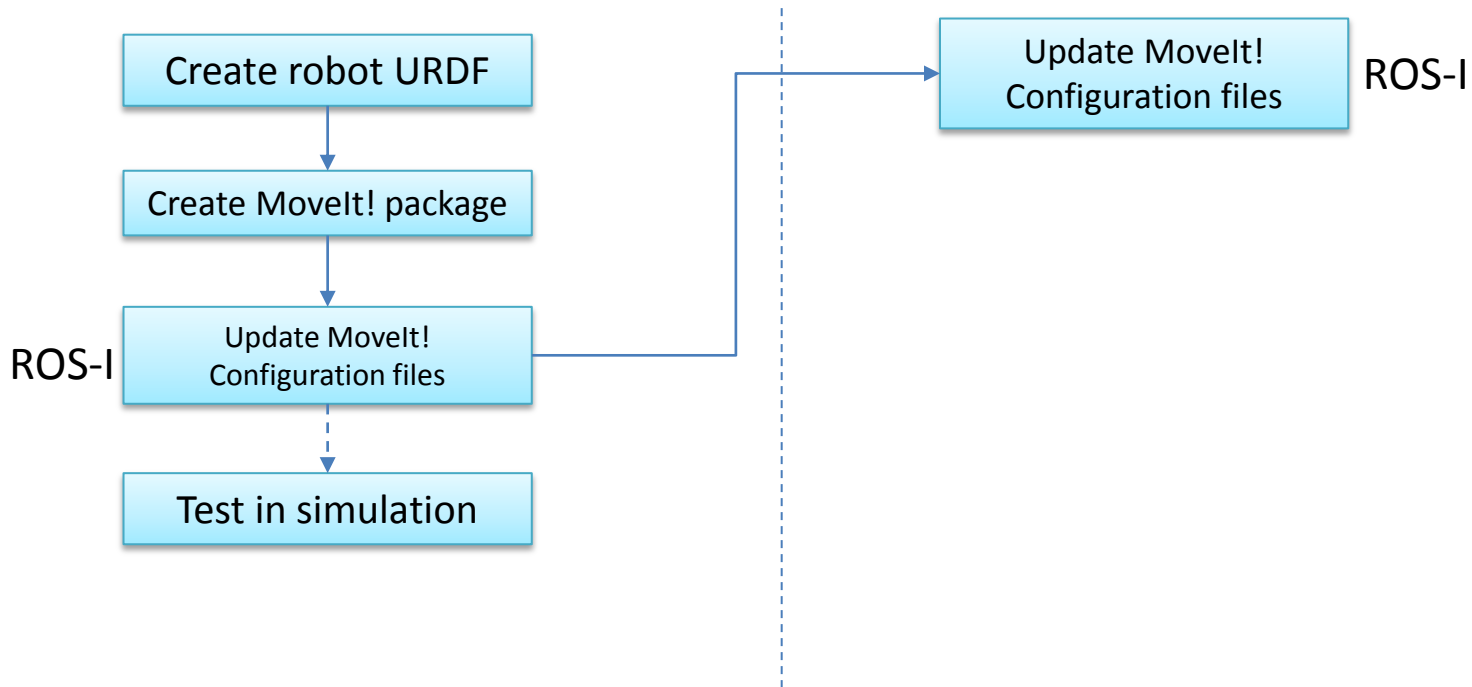 Create robot URDF
Create MoveIt! package
ROS-I
Update MoveIt!
Configuration files
Test in simulation
Update MoveIt!
Configuration files
ROS-I